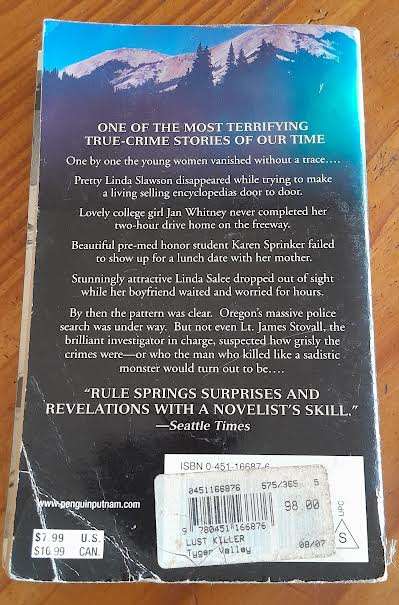 ONE OF THE MOST TERRIFYING
TRUE-CRIME STORIES OF OUR TIME
One by one the young women vanished without a trace....
Pretty Linda Slawson disappeared while trying to make
a living selling encyclopedias door to door.
Lovely college girl Jan Whitney never completed her
two-hour drive home on the freeway.
Beautiful pre-med honor student Karen Sprinker failed
to show up for a lunch date with her mother.
Stunningly attractive Linda Salee dropped out of sight
while her boyfriend waited and worried for hours.
By then the pattern was clear. Oregon's massive police
search was under way. But not even Lt. James Stovall, the
brilliant investigator in charge, suspected how grisly the
crimes were—or who the man who killed like a sadistic
monster would turn out to be....
“RULE SPRINGS SURPRISES AND
REVELATIONS WITH A NOVELIST'S SKILL.”
—Seattle Times
ISBN 0-451-16687-6
0451166876 575/365 5
98.00
9 780451 166876
LUST KILLER
Tyger Valley 08/07
UPC
S
www.penguinputnam.com
$7.99 U.S.
$10.99 CAN.